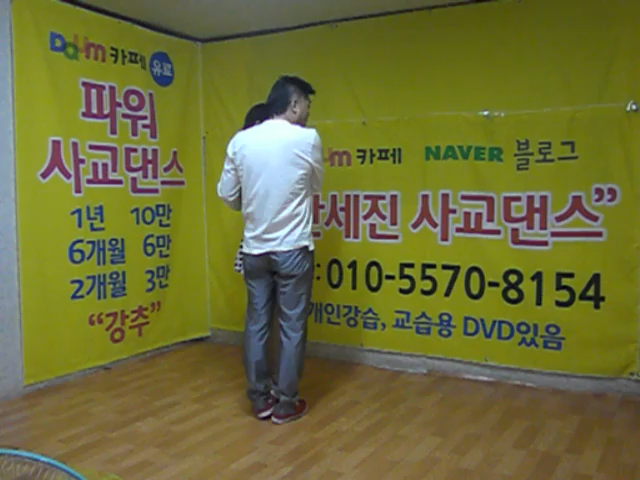 Daum 카페 유료
파워
사교댄스
1년 10만
6개월 6만
2개월 3만
“강추”
카페 NAVER 블로그
세진 사교댄스”
: 010-5570-8154
개인강습, 교습용 DVD있음